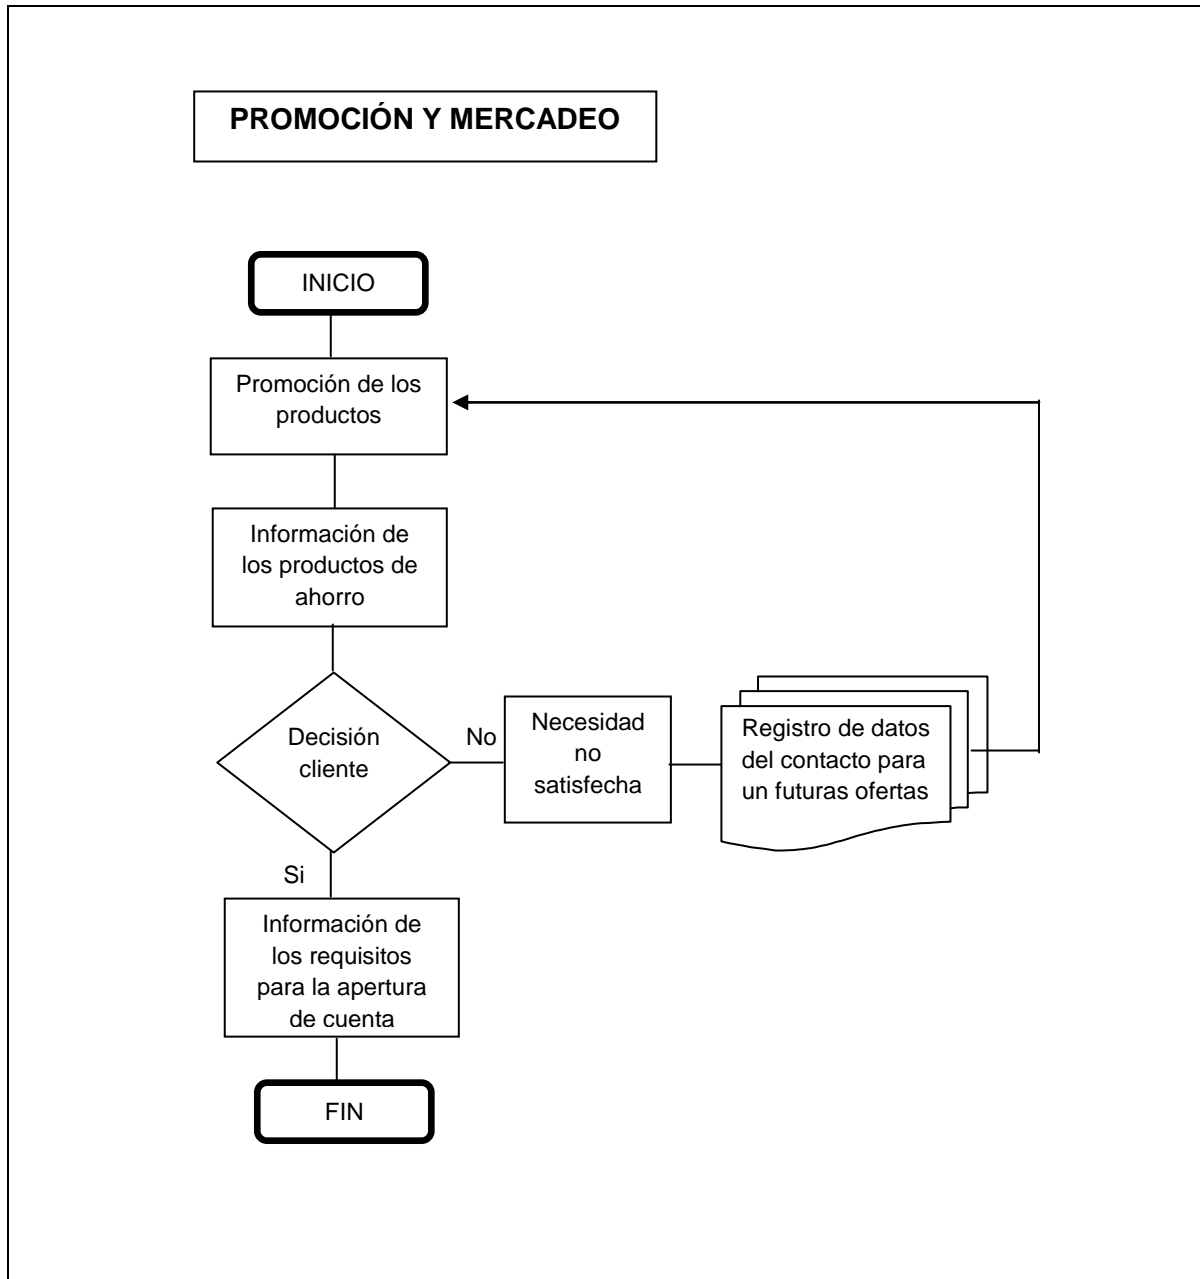 PROMOCIÓN Y MERCADEO
INICIO
Promoción de los
productos
Información de
los productos de
ahorro
Decisión
cliente
No
Necesidad
no
satisfecha
Registro de datos
del contacto para
un futuras ofertas
Si
Información de
los requisitos
para la apertura
de cuenta
FIN